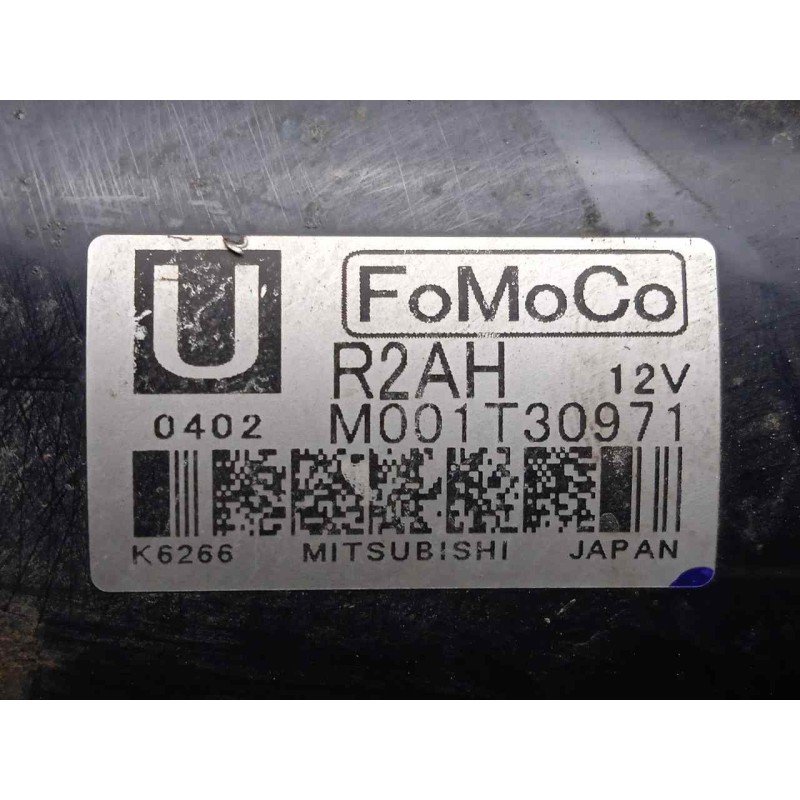 U
FoMoCo
R2AH 12V
0402 M001T30971
K6266 MITSUBISHI JAPAN